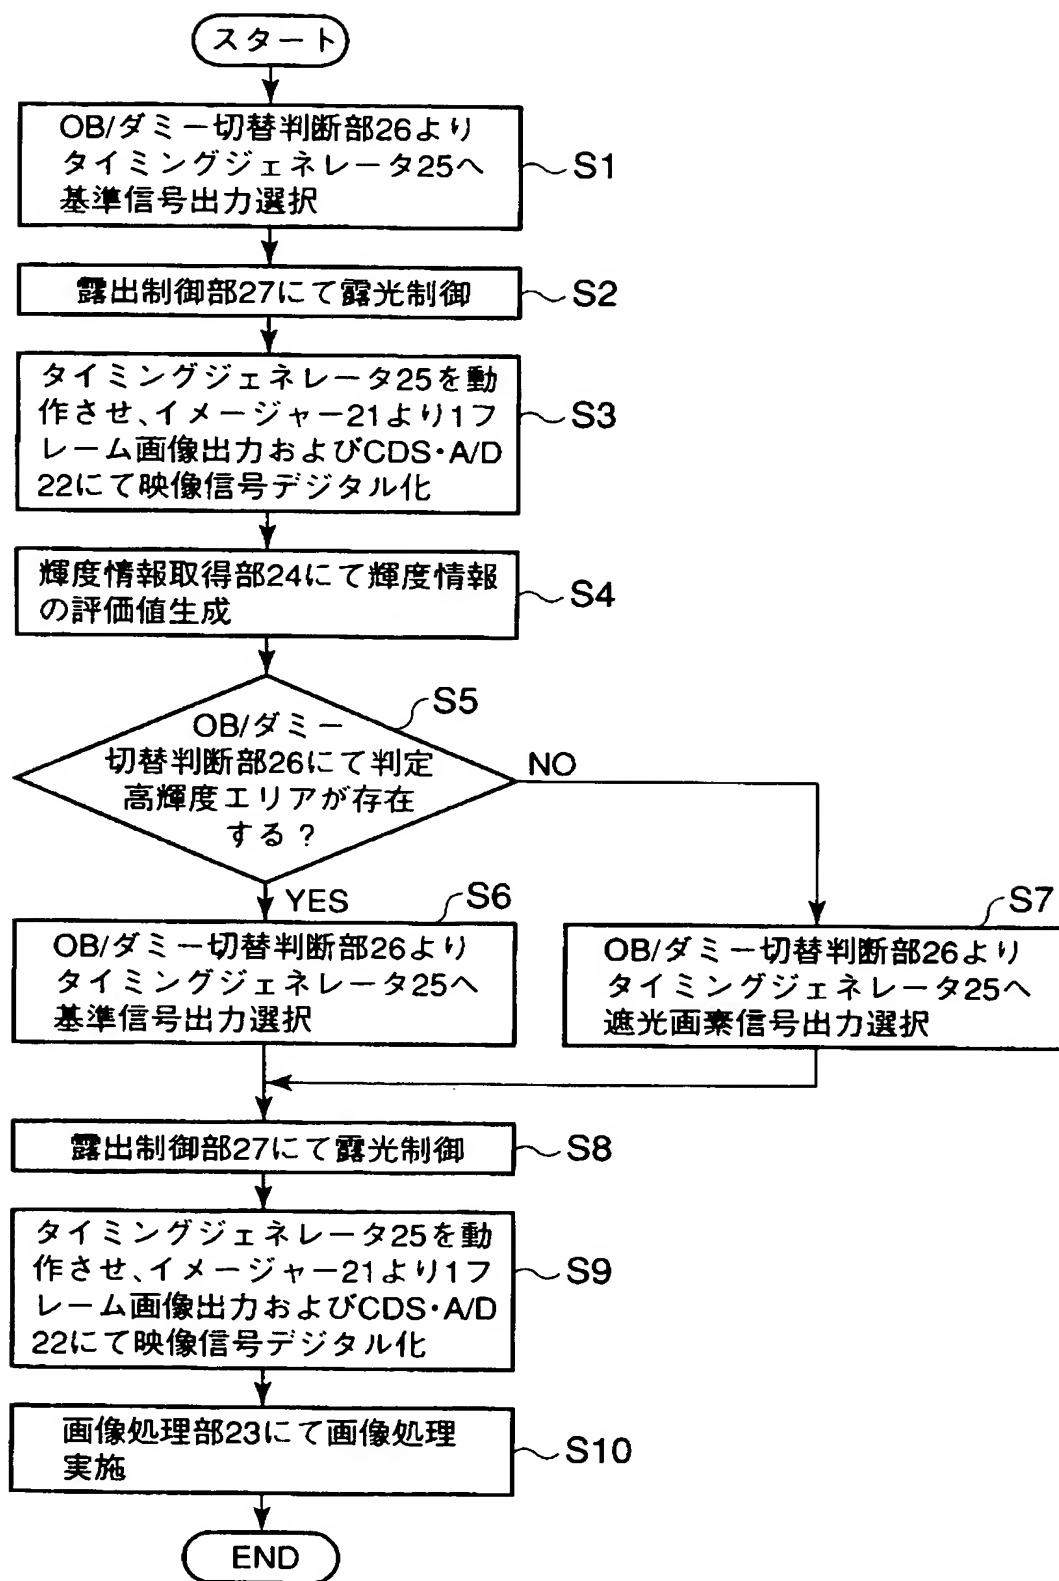 スタート
OB/ダミー切替判断部26より
タイミングジェネレータ25へ
基準信号出力選択
S1
露出制御部27にて露光制御
S2
タイミングジェネレータ25を動
作させ、イメージャー21より1フ
レーム画像出力およびCDS・A/D
22にて映像信号デジタル化
S3
輝度情報取得部24にて輝度情報
の評価値生成
S4
S5
OB/ダミー
切替判断部26にて判定
高輝度エリアが存在
する?
NO
YES
S6
OB/ダミー切替判断部26より
タイミングジェネレータ25へ
基準信号出力選択
S7
OB/ダミー切替判断部26より
タイミングジェネレータ25へ
遮光画素信号出力選択
露出制御部27にて露光制御
S8
タイミングジェネレータ25を動
作させ、イメージャー21より1フ
レーム画像出力およびCDS・A/D
22にて映像信号デジタル化
S9
画像処理部23にて画像処理
実施
S10
END